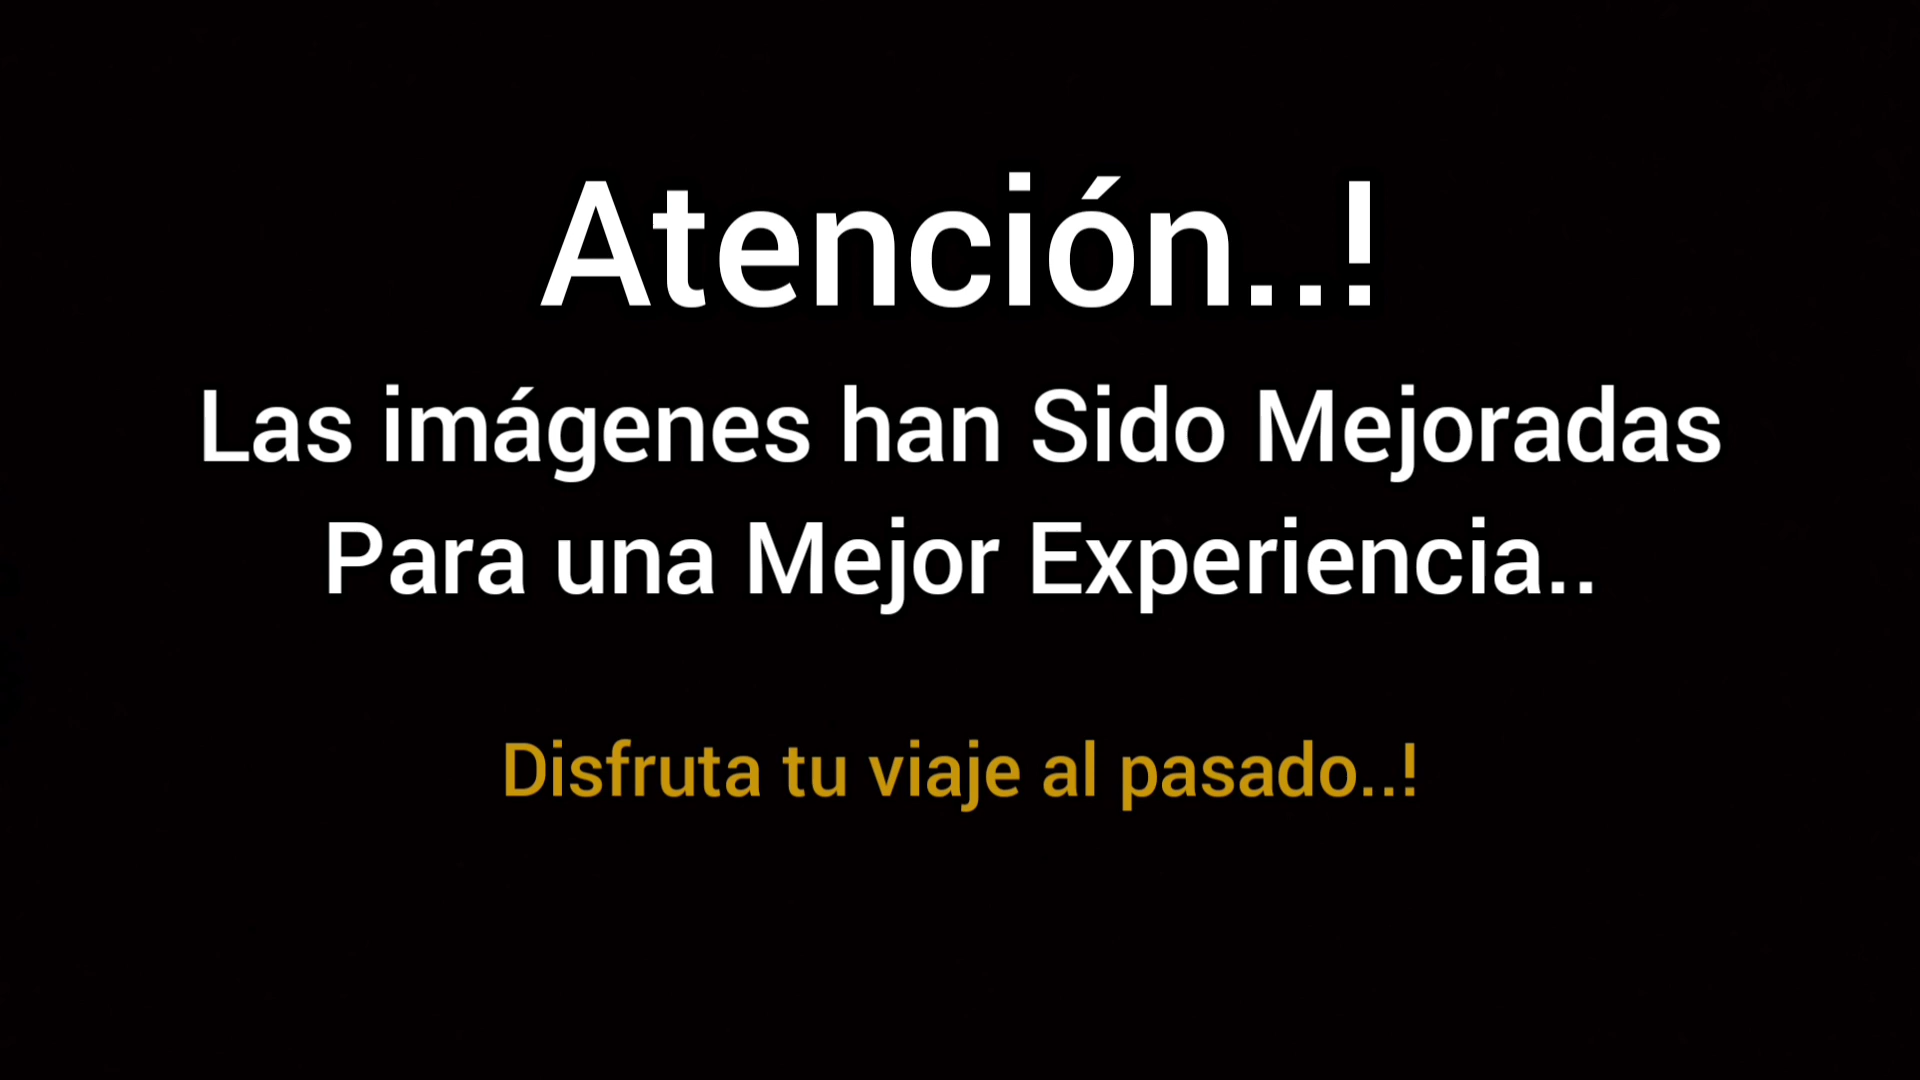 Atención..!
Las imágenes han Sido Mejoradas
Para una Mejor Experiencia..
Disfruta tu viaje al pasado..!